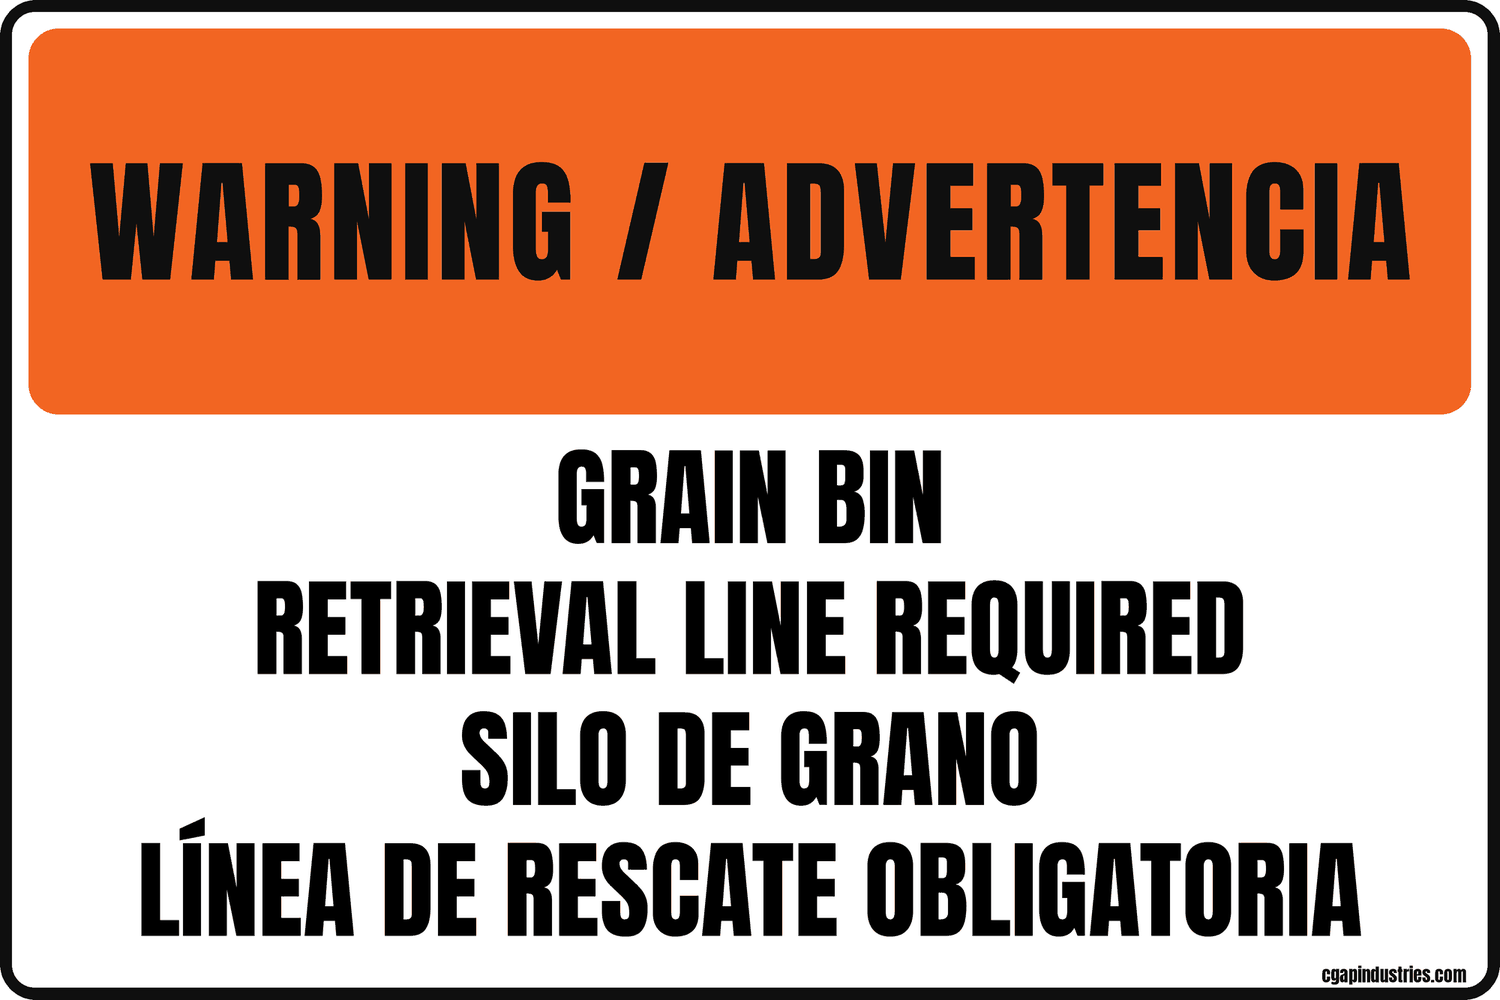 WARNING / ADVERTENCIA
GRAIN BIN
RETRIEVAL LINE REQUIRED
SILO DE GRANO
LÍNEA DE RESCATE OBLIGATORIA
cgapindustries.com